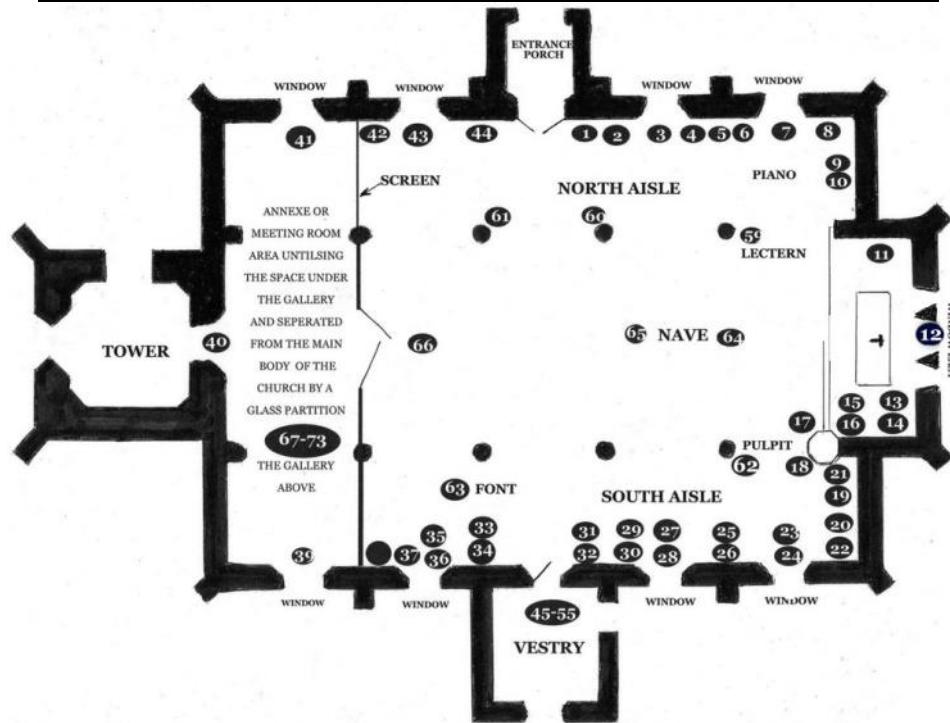 ENTRANCE
PORCH
WINDOW
WINDOW
WINDOW
WINDOW
41
42
43
44
1
2
3
4
5
6
7
8
9
10
SCREEN
NORTH AISLE
PIANO
ANNEXE OR
MEETING ROOM
AREA UNTILSING
THE SPACE UNDER
THE GALLERY
AND SEPERATED
FROM THE MAIN
BODY OF THE
CHURCH BY A
GLASS PARTITION
67-73
THE GALLERY
ABOVE
61
60
59
LECTERN
11
TOWER
40
66
65
NAVE
64
12
15
13
16
14
17
PULPIT
62
18
21
19
20
22
63
FONT
SOUTH AISLE
39
37
35
36
33
34
31
32
29
30
27
28
25
26
23
24
WINDOW
WINDOW
WINDOW
WINDOW
45-55
VESTRY